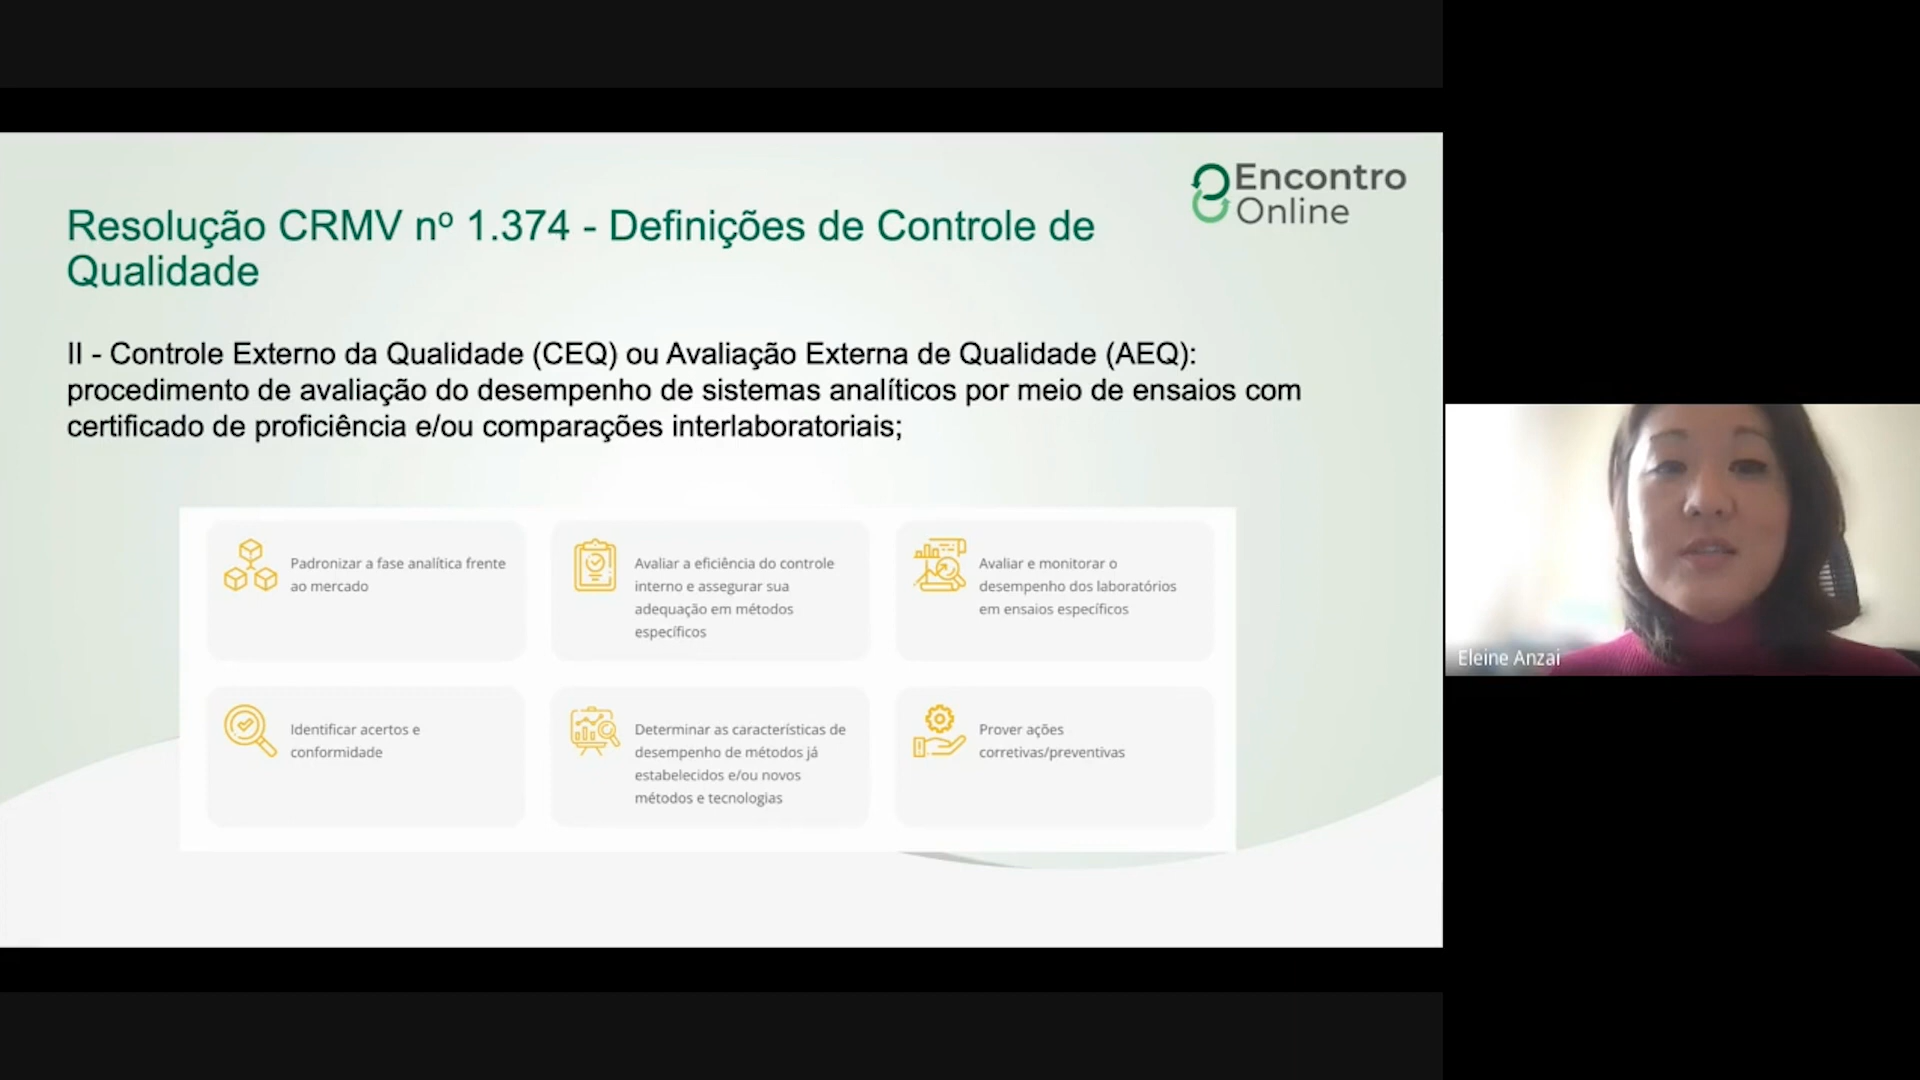 Encontro
Online
Resolução CRMV nº 1.374 - Definições de Controle de
Qualidade
II - Controle Externo da Qualidade (CEQ) ou Avaliação Externa de Qualidade (AEQ):
procedimento de avaliação do desempenho de sistemas analíticos por meio de ensaios com
certificado de proficiência e/ou comparações interlaboratoriais;
Padronizar a fase analítica frente
ao mercado
Avaliar a eficiência do controle
interno e assegurar sua
adequação em métodos
específicos
Avaliar e monitorar o
desempenho dos laboratórios
em ensaios específicos
Identificar acertos e
conformidade
Determinar as características de
desempenho de métodos já
estabelecidos e/ou novos
métodos e tecnologias
Prover ações
corretivas/preventivas
Eleine Anzai